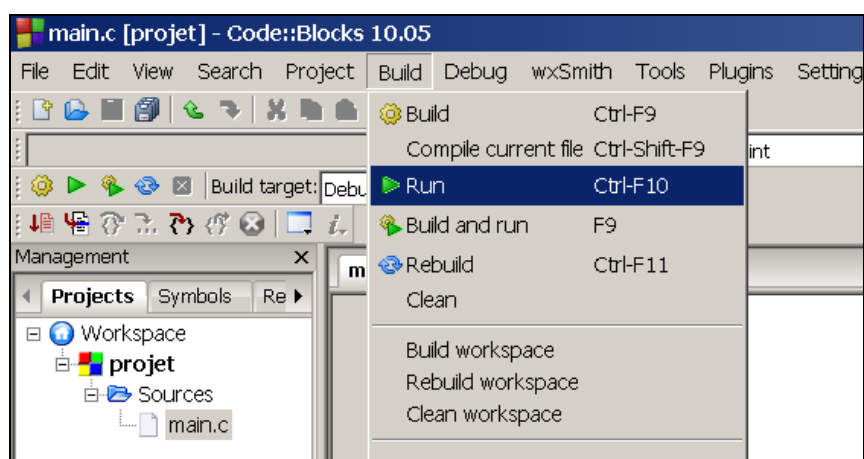 main.c [projet] - Code::Blocks 10.05
File Edit View Search Project Build Debug wxSmith Tools Plugins Setting
Build Ctrl-F9
Compile current file Ctrl-Shift-F9
int
Build target: Debu
Run Ctrl-F10
Build and run F9
Management x
m
Rebuild Ctrl-F11
Projects Symbols Re
Clean
Workspace
projet
Build workspace
Sources
Rebuild workspace
main.c
Clean workspace